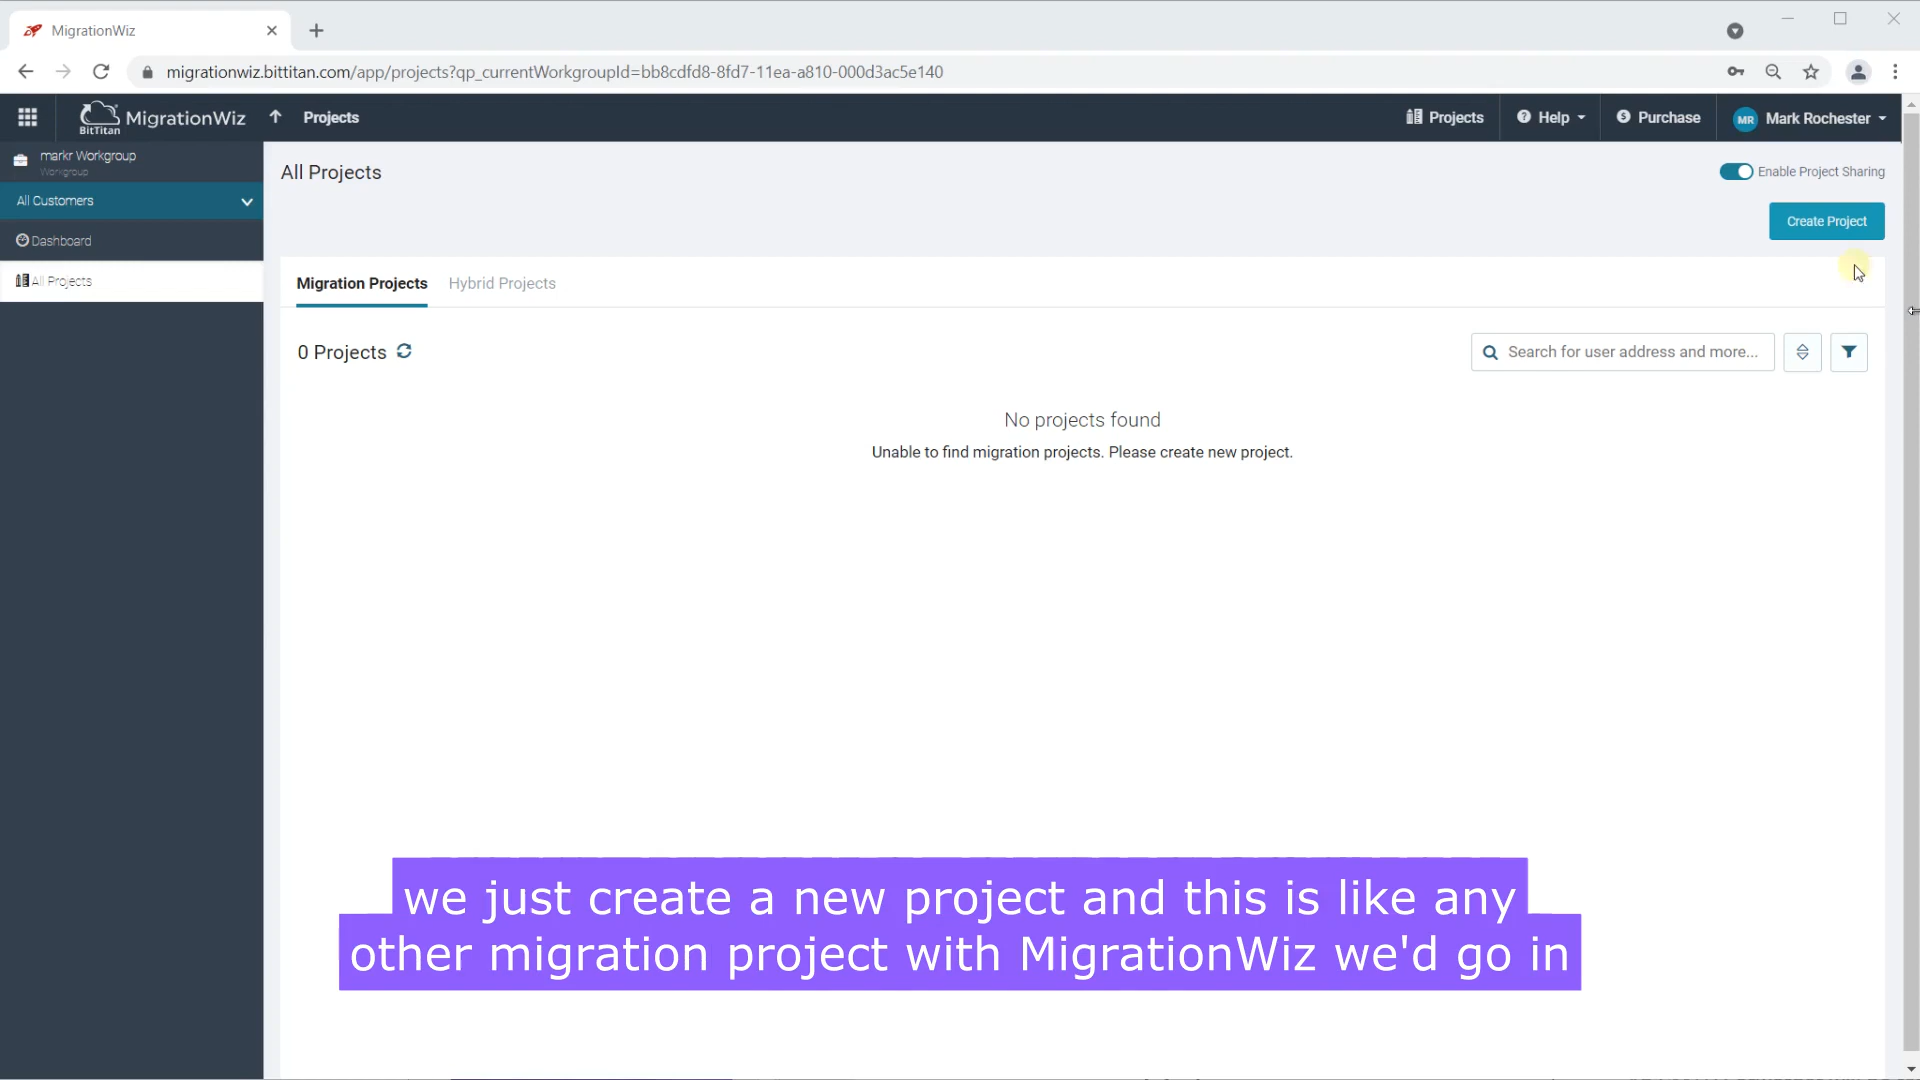 MigrationWiz
migrationwiz.bittitan.com/app/projects?qp_currentWorkgroupId=bb8cdfd8-8fd7-11ea-a810-000d3ac5e140
BitTitan MigrationWiz
Projects
Projects
Help
Purchase
MR Mark Rochester
markr Workgroup
Workgroup
All Customers
Dashboard
All Projects
All Projects
Enable Project Sharing
Create Project
Migration Projects
Hybrid Projects
0 Projects
Search for user address and more...
No projects found
Unable to find migration projects. Please create new project.
we just create a new project and this is like any
other migration project with MigrationWiz we'd go in